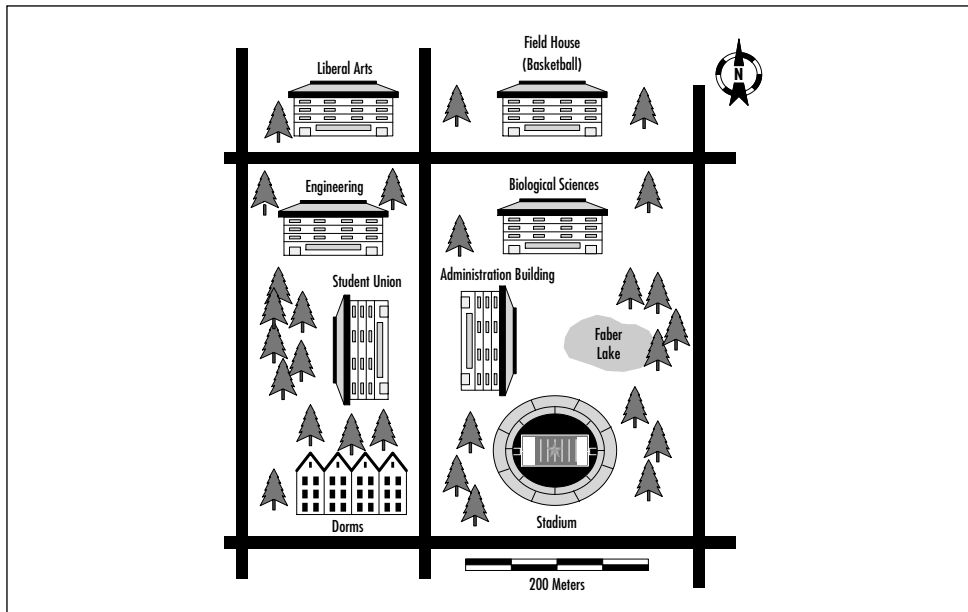 Field House
(Basketball)
Liberal Arts
N
Engineering
Biological Sciences
Student Union
Administration Building
Faber
Lake
Dorms
Stadium
200 Meters